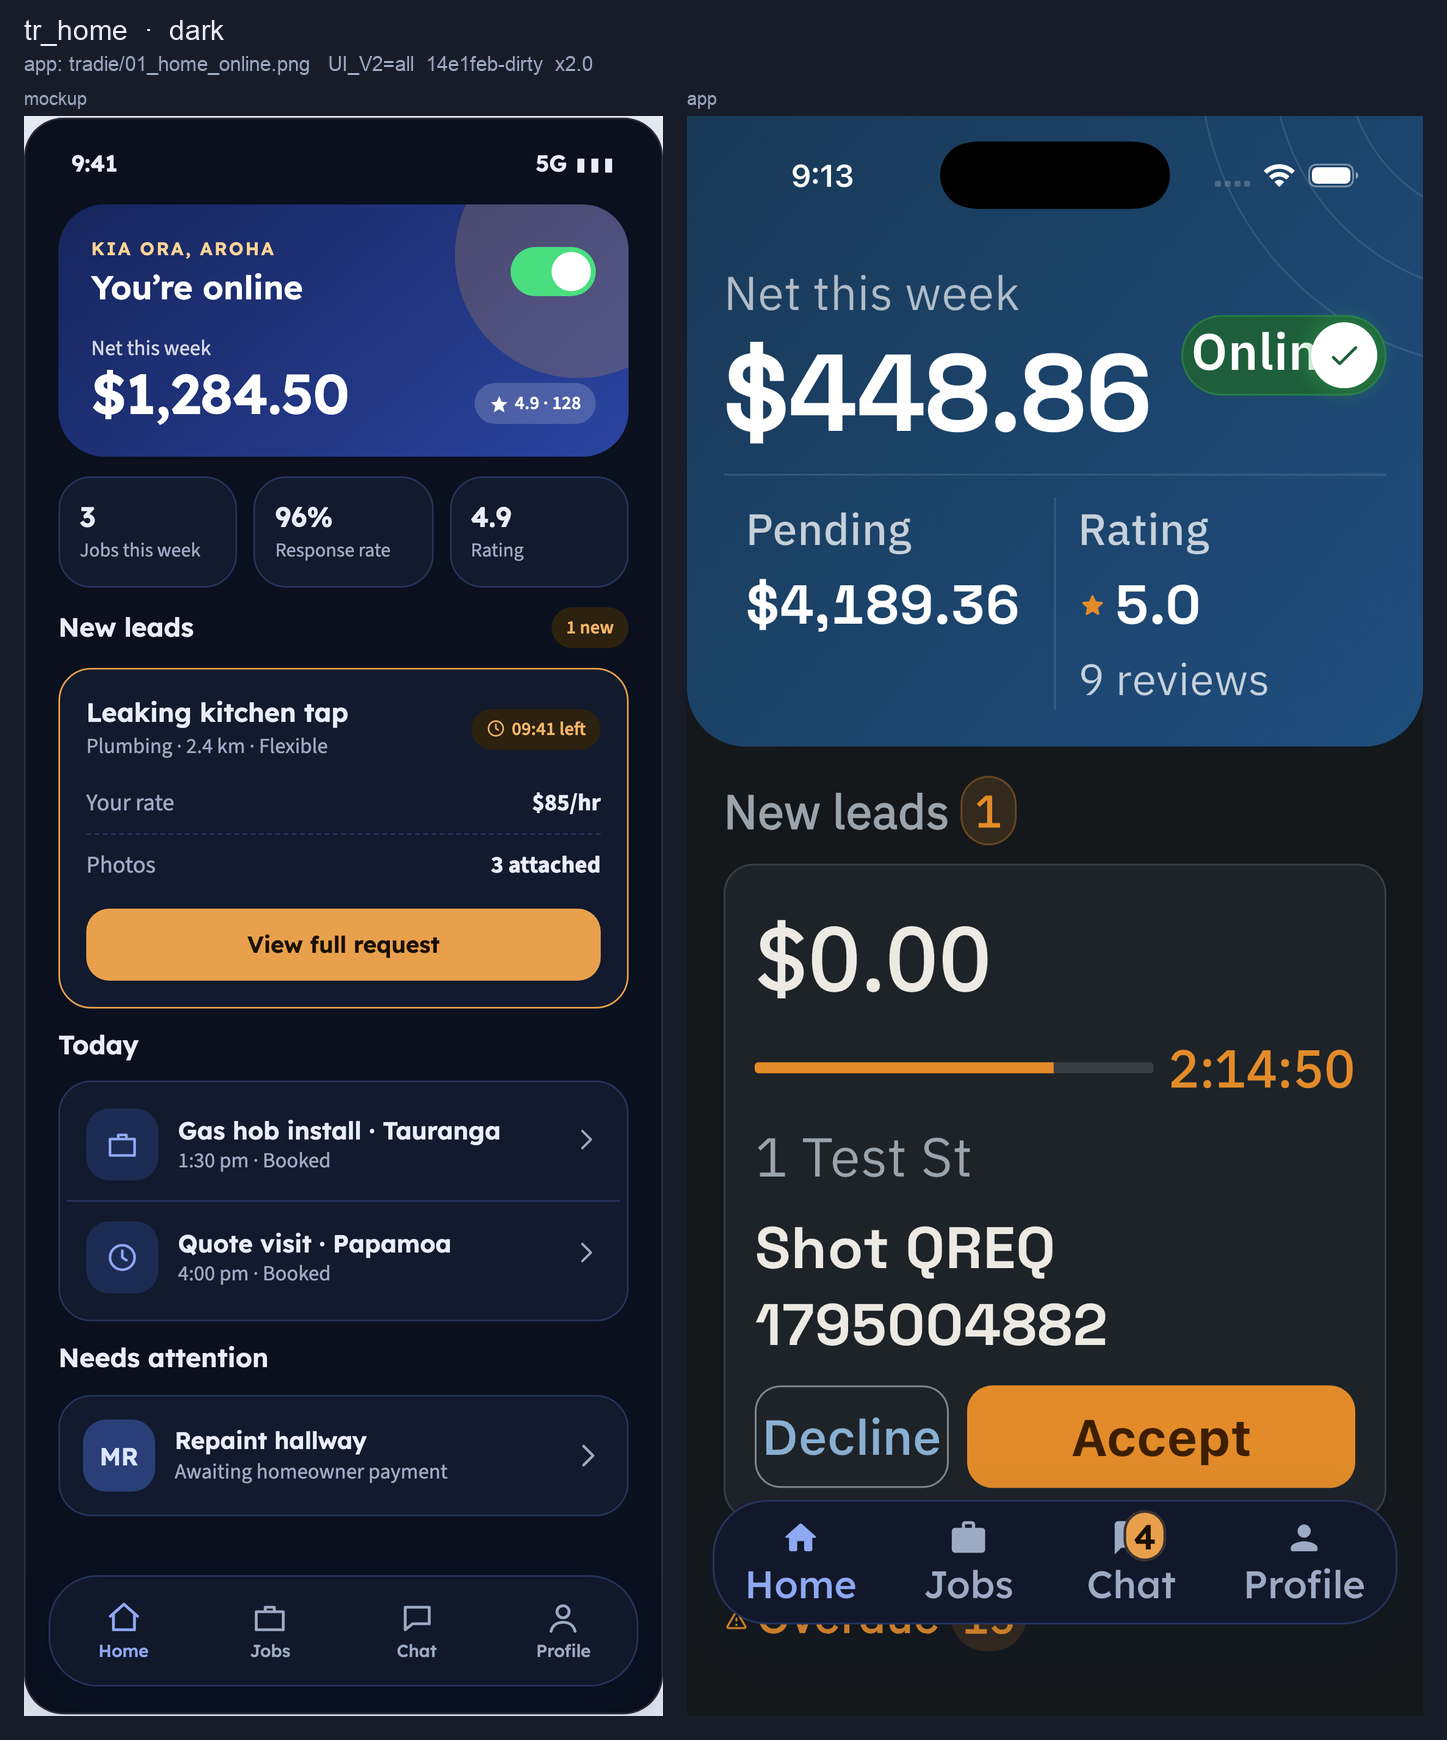 tr_home · dark
app: tradie/01_home_online.png UI_V2=all 14e1feb-dirty x2.0
mockup
9:41
5G
KIA ORA, AROHA
You're online
Net this week
$1,284.50
4.9 · 128
3
Jobs this week
96%
Response rate
4.9
Rating
New leads
1 new
Leaking kitchen tap
Plumbing · 2.4 km · Flexible
09:41 left
Your rate
$85/hr
Photos
3 attached
View full request
Today
Gas hob install · Tauranga
1:30 pm · Booked
Quote visit · Papamoa
4:00 pm · Booked
Needs attention
MR
Repaint hallway
Awaiting homeowner payment
Home
Jobs
Chat
Profile
app
9:13
Net this week
$448.86
Onlin
Pending
$4,189.36
Rating
5.0
9 reviews
New leads 1
$0.00
2:14:50
1 Test St
Shot QREQ
1795004882
Decline
Accept
4
Home
Jobs
Chat
Profile
Overdue